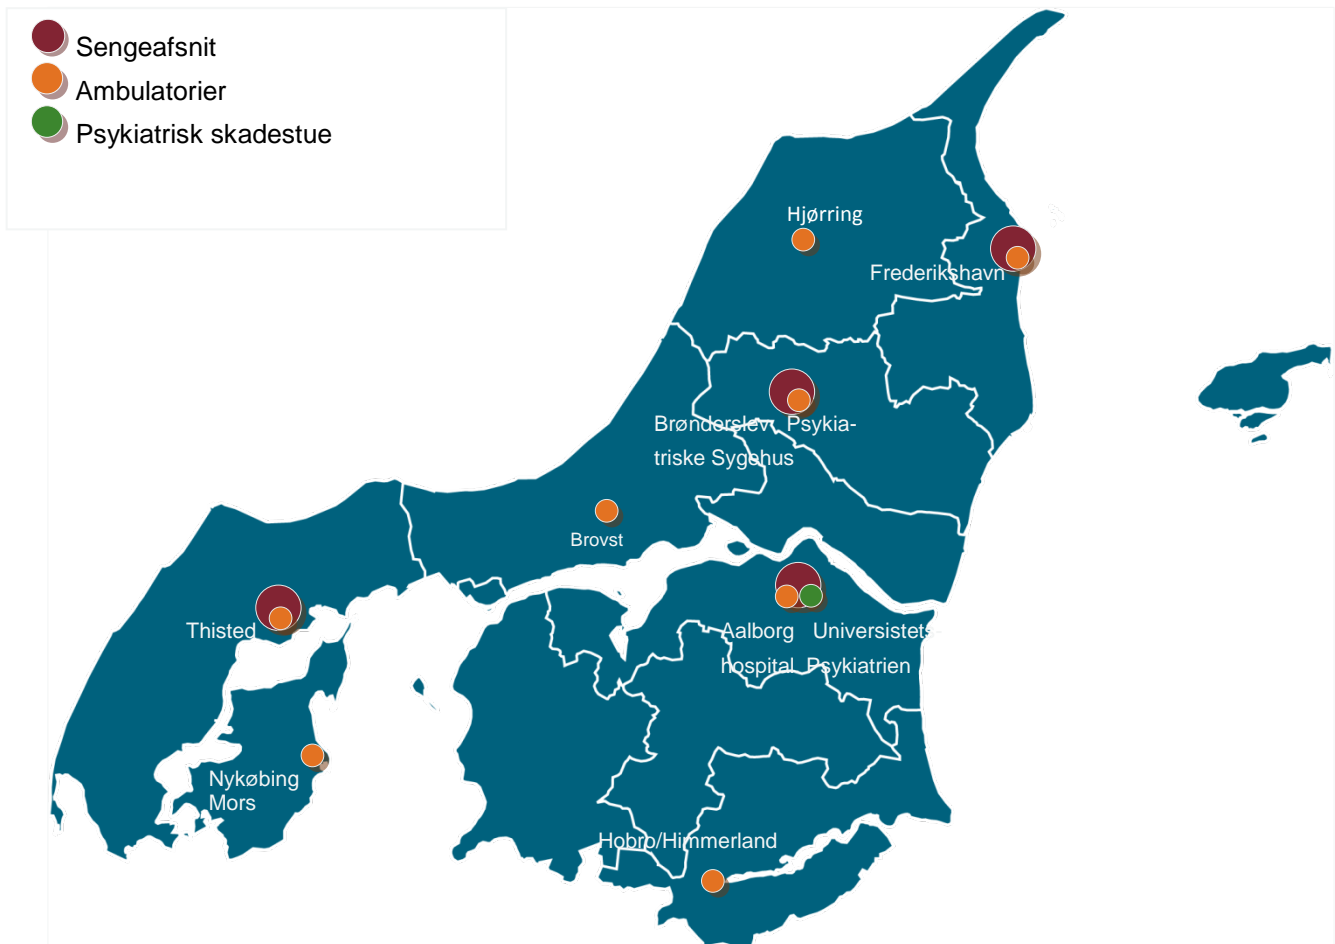 Sengeafsnit
Ambulatorier
Psykiatrisk skadestue
Hjørring
Frederikshavn
Brønderslev Psykia-
triske Sygehus
Brovst
Thisted
Aalborg Universistets-
hospital, Psykiatrien
Nykøbing
Mors
Hobro/Himmerland